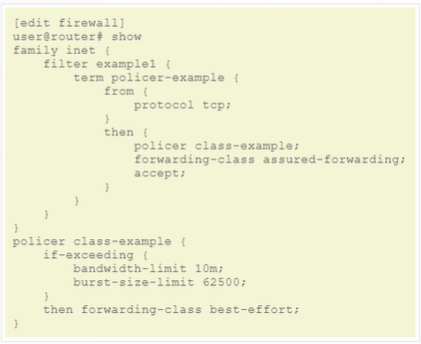 [edit firewall]
user@router# show
family inet {
    filter example1 {
        term policer-example {
            from {
                protocol tcp;
            }
            then {
                policer class-example;
                forwarding-class assured-forwarding;
                accept;
            }
        }
    }
}
policer class-example {
    if-exceeding {
        bandwidth-limit 10m;
        burst-size-limit 62500;
    }
    then forwarding-class best-effort;
}